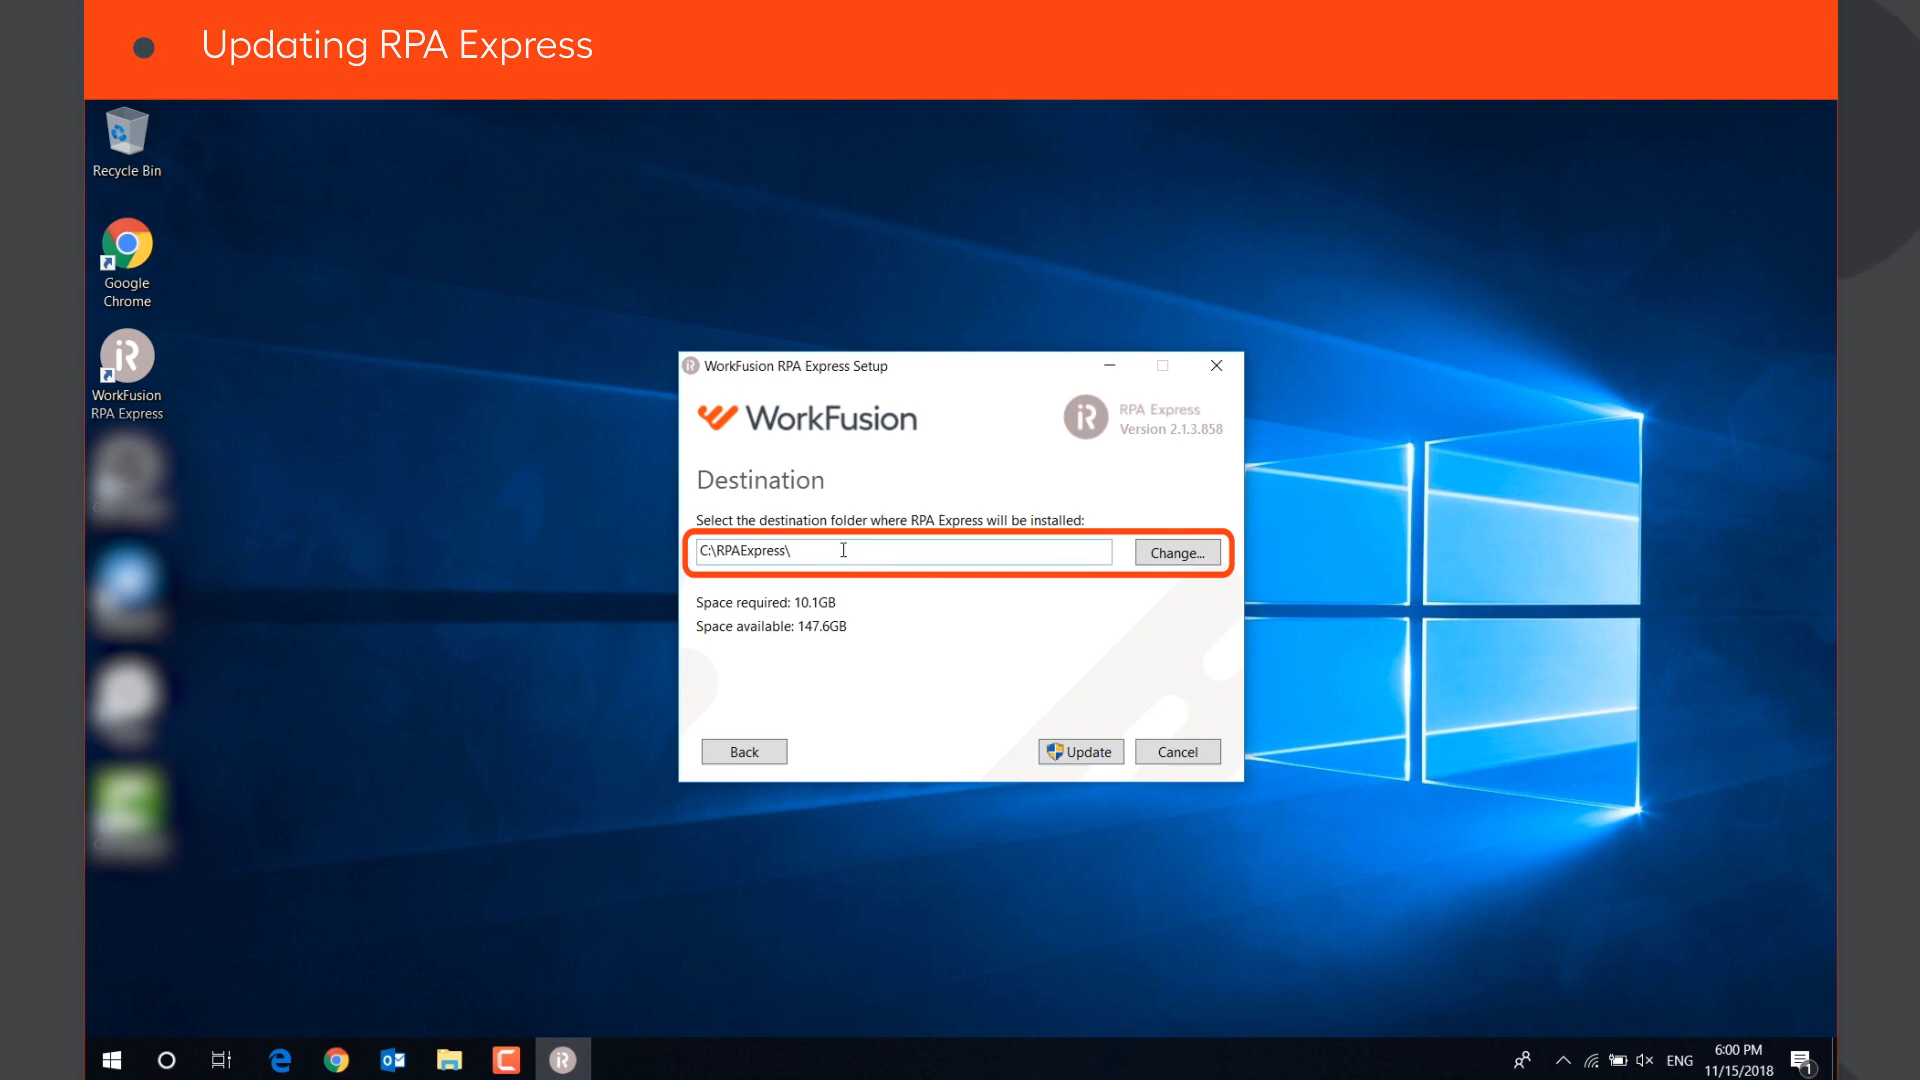 Updating RPA Express
Recycle Bin
Google
Chrome
WorkFusion
RPA Express
WorkFusion RPA Express Setup
WorkFusion
RPA Express
Version 2.1.3.858
Destination
Select the destination folder where RPA Express will be installed:
C:\RPAExpress\
Change...
Space required: 10.1GB
Space available: 147.6GB
Back
Update
Cancel
ENG
6:00 PM
11/15/2018
1